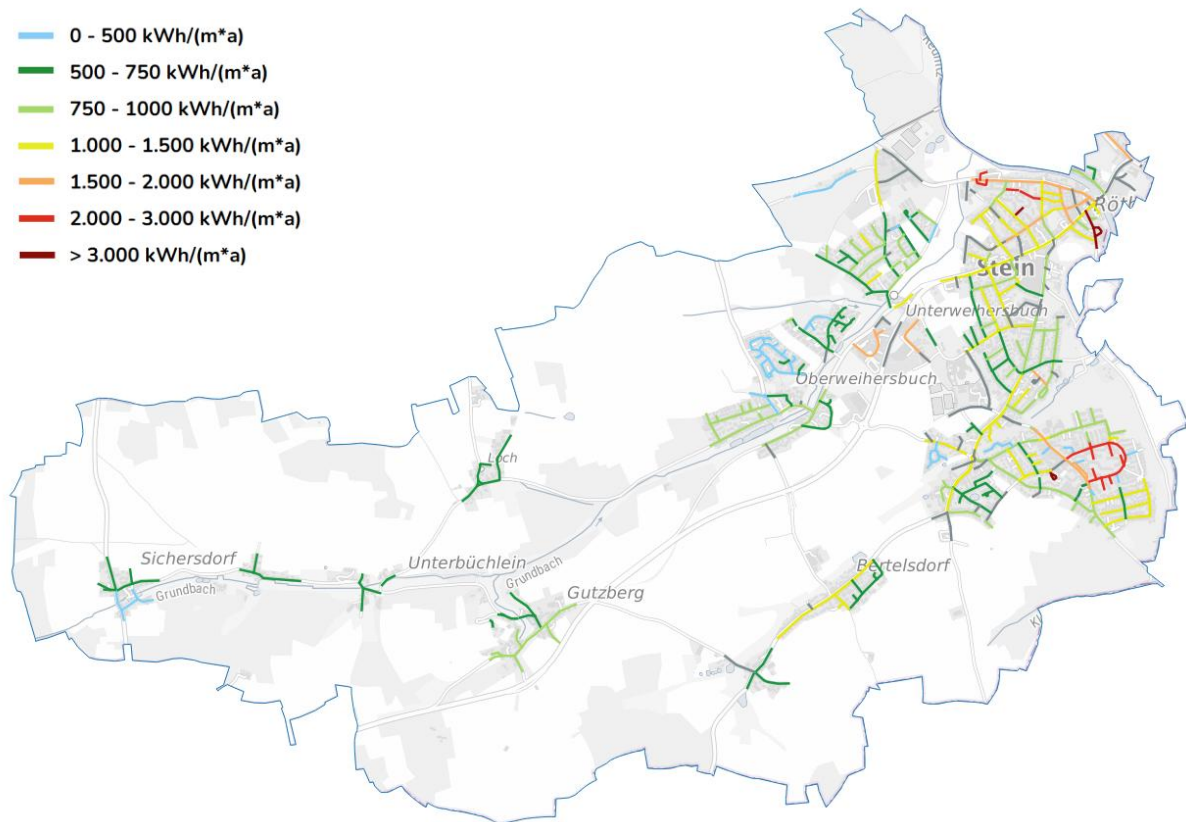 0 - 500 kWh/(m*a)
500 - 750 kWh/(m*a)
750 - 1000 kWh/(m*a)
1.000 - 1.500 kWh/(m*a)
1.500 - 2.000 kWh/(m*a)
2.000 - 3.000 kWh/(m*a)
> 3.000 kWh/(m*a)
Röth
Stein
Unterweihersbuch
Oberweihersbuch
Loch
Sichersdorf
Unterbüchlein
Bertelsdorf
Grundbach
Grundbach
Gutzberg